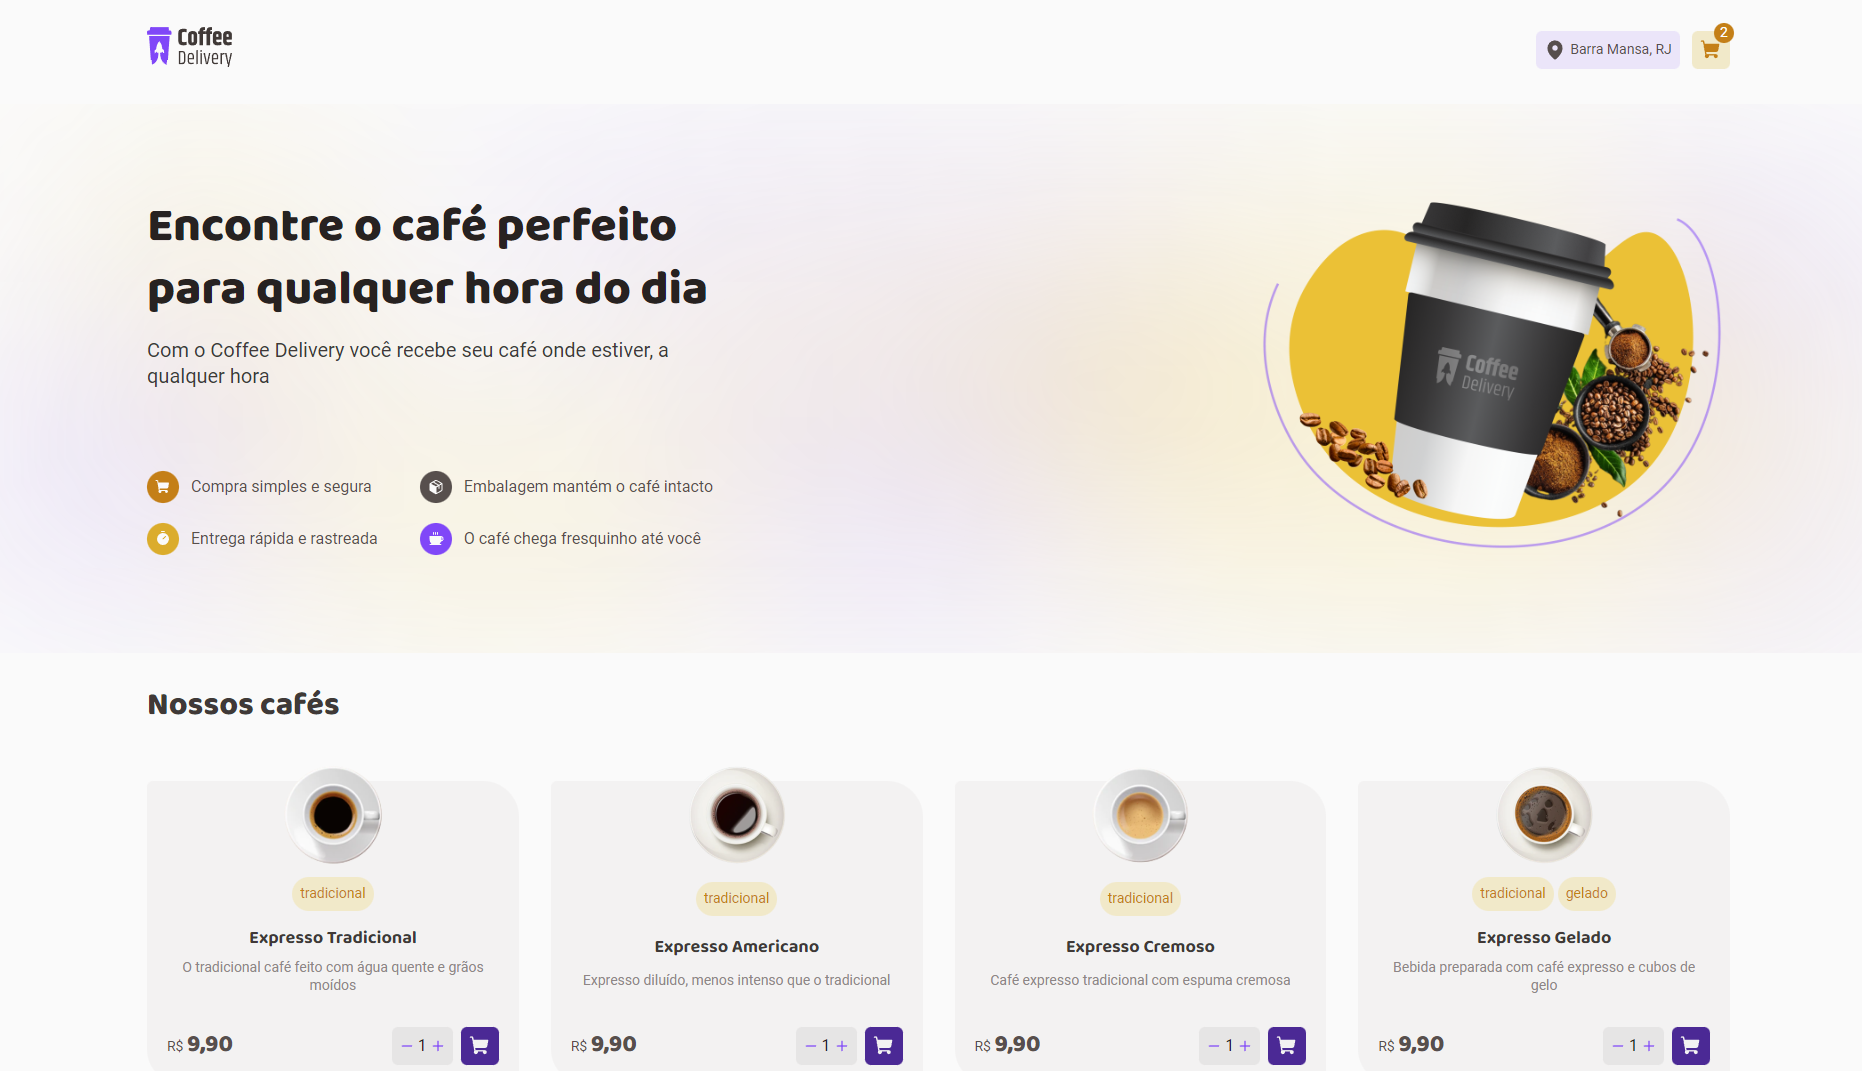 Coffee
Delivery
Barra Mansa, RJ
2
Encontre o café perfeito
para qualquer hora do dia
Com o Coffee Delivery você recebe seu café onde estiver, a
qualquer hora
Coffee
Delivery
Compra simples e segura
Embalagem mantém o café intacto
Entrega rápida e rastreada
O café chega fresquinho até você
Nossos cafés
tradicional
Expresso Tradicional
O tradicional café feito com água quente e grãos
moídos
R$ 9,90
− 1 +
tradicional
Expresso Americano
Expresso diluído, menos intenso que o tradicional
R$ 9,90
− 1 +
tradicional
Expresso Cremoso
Café expresso tradicional com espuma cremosa
R$ 9,90
− 1 +
tradicional gelado
Expresso Gelado
Bebida preparada com café expresso e cubos de
gelo
R$ 9,90
− 1 +